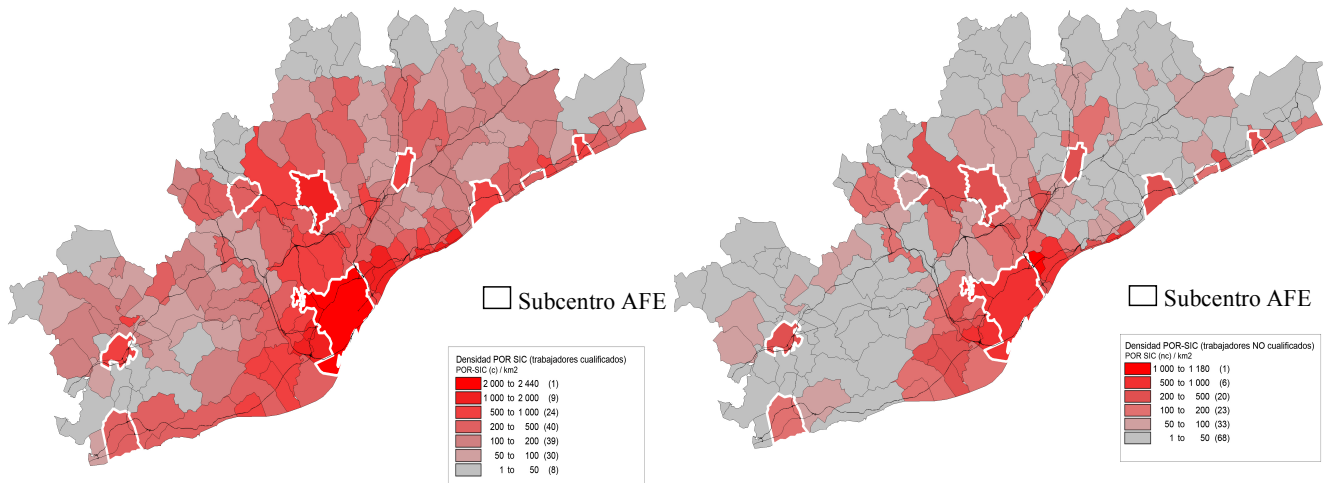 Subcentro AFE
Densidad POR SIC (trabajadores cualificados)
POR-SIC (c) / km2
2 000 to 2 440 (1)
1 000 to 2 000 (9)
500 to 1 000 (24)
200 to 500 (40)
100 to 200 (39)
50 to 100 (30)
1 to 50 (8)
Subcentro AFE
Densidad POR-SIC (trabajadores NO cualificados)
POR SIC (nc) / km2
1 000 to 1 180 (1)
500 to 1 000 (6)
200 to 500 (20)
100 to 200 (23)
50 to 100 (33)
1 to 50 (68)